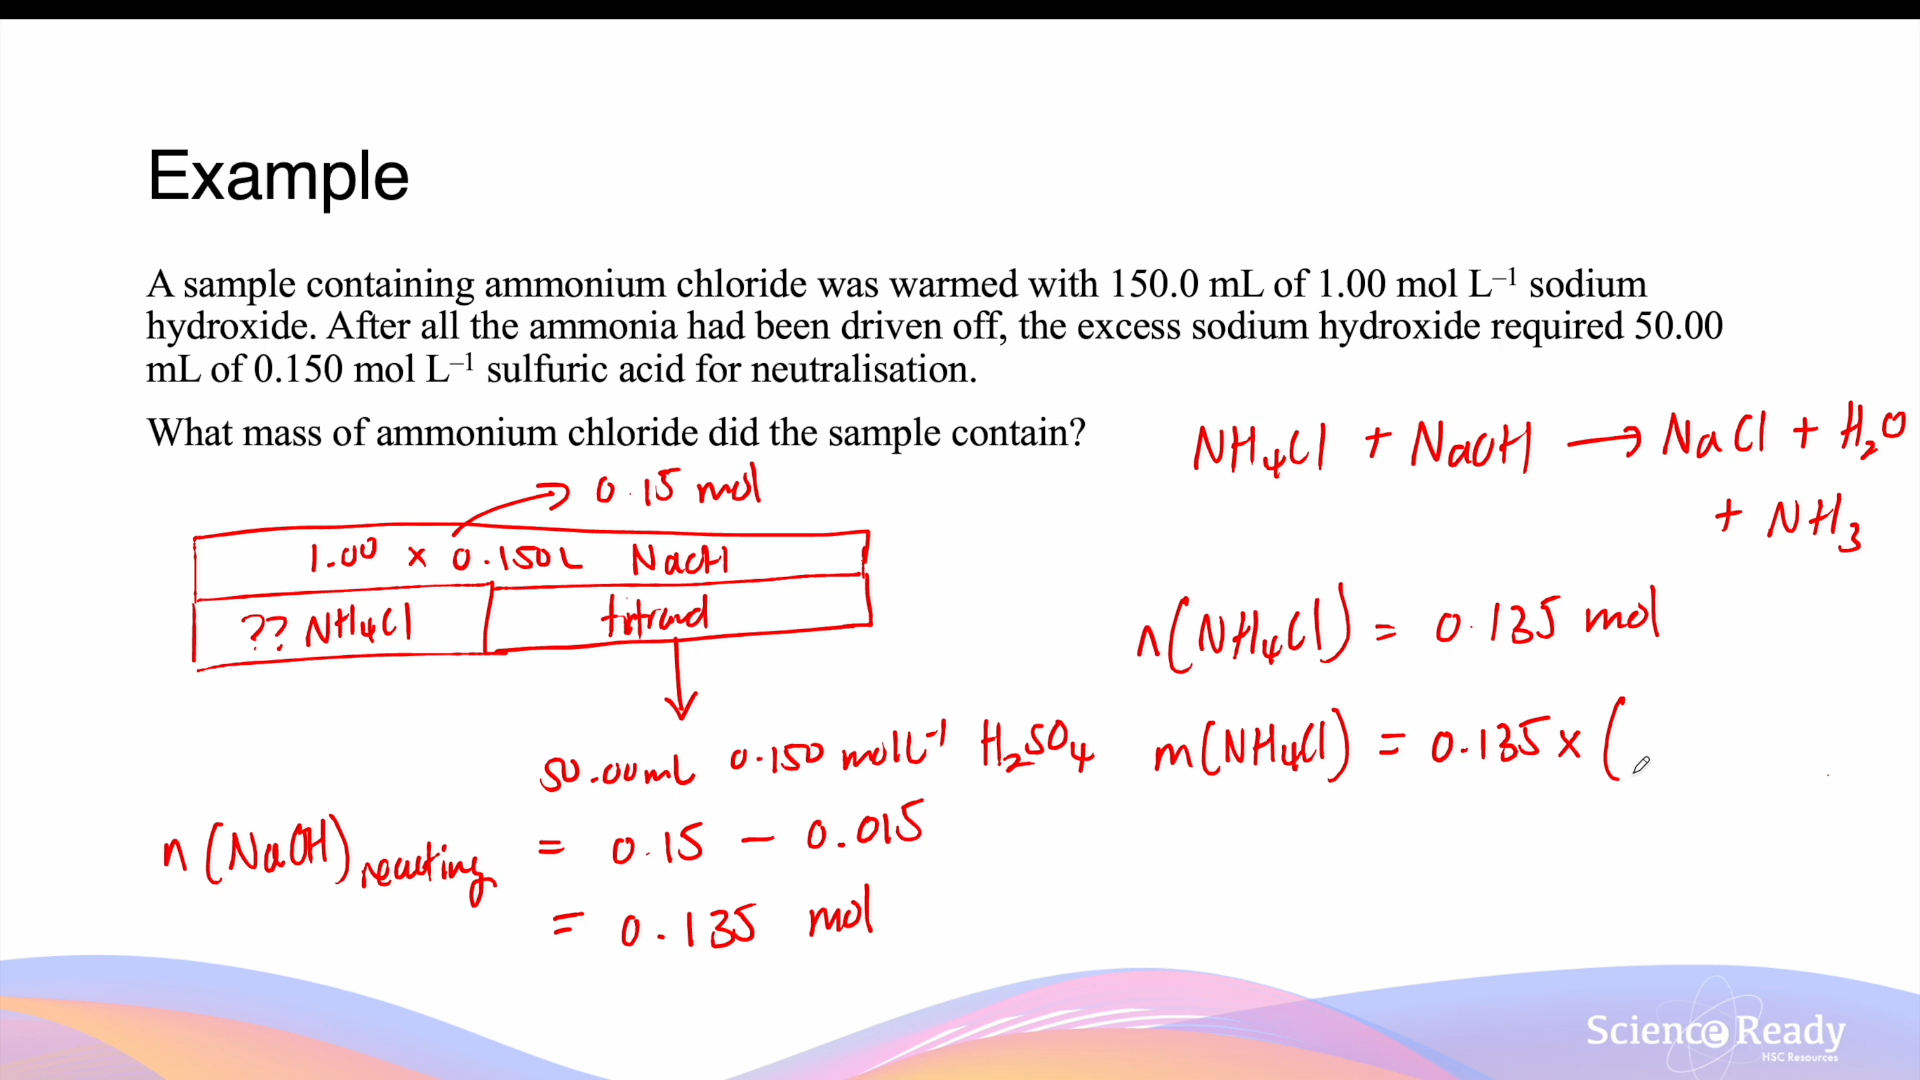 Example
A sample containing ammonium chloride was warmed with 150.0 mL of 1.00 mol L⁻¹ sodium
hydroxide. After all the ammonia had been driven off, the excess sodium hydroxide required 50.00
mL of 0.150 mol L⁻¹ sulfuric acid for neutralisation.
What mass of ammonium chloride did the sample contain?
NH₄Cl + NaOH → NaCl + H₂O
+ NH₃
→ 0.15 mol
1.00 × 0.150L NaOH
?? NH₄Cl
n(NH₄Cl) = 0.135 mol
50.00mL 0.150 molL⁻¹ H₂SO₄
m(NH₄Cl) = 0.135 × (
n(NaOH)reacting = 0.15 − 0.015
= 0.135 mol
Science Ready
HSC Resources